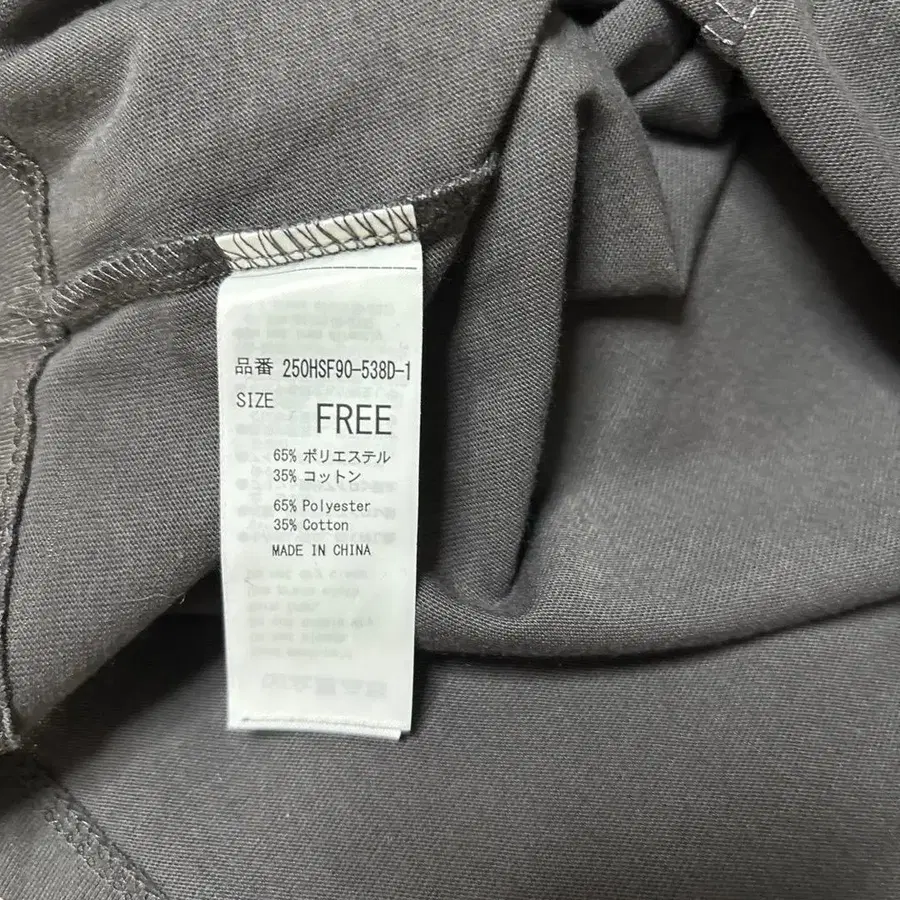 品番 250HSF90-538D-1
SIZE
FREE
65% ポリエステル
35% コットン
65% Polyester
35% Cotton
MADE IN CHINA